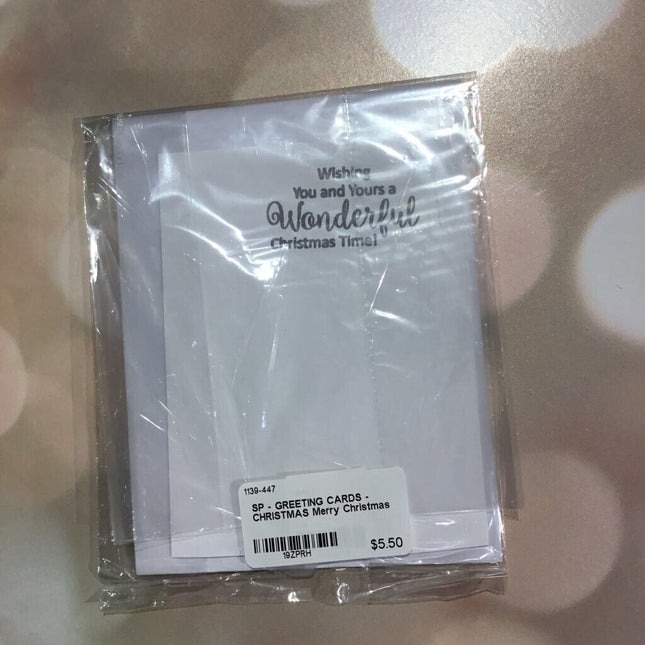 Wishing
You and Yours a
Wonderful
Christmas Time!
1139-447
SP - GREETING CARDS -
CHRISTMAS Merry Christmas
19ZPRH
$5.50